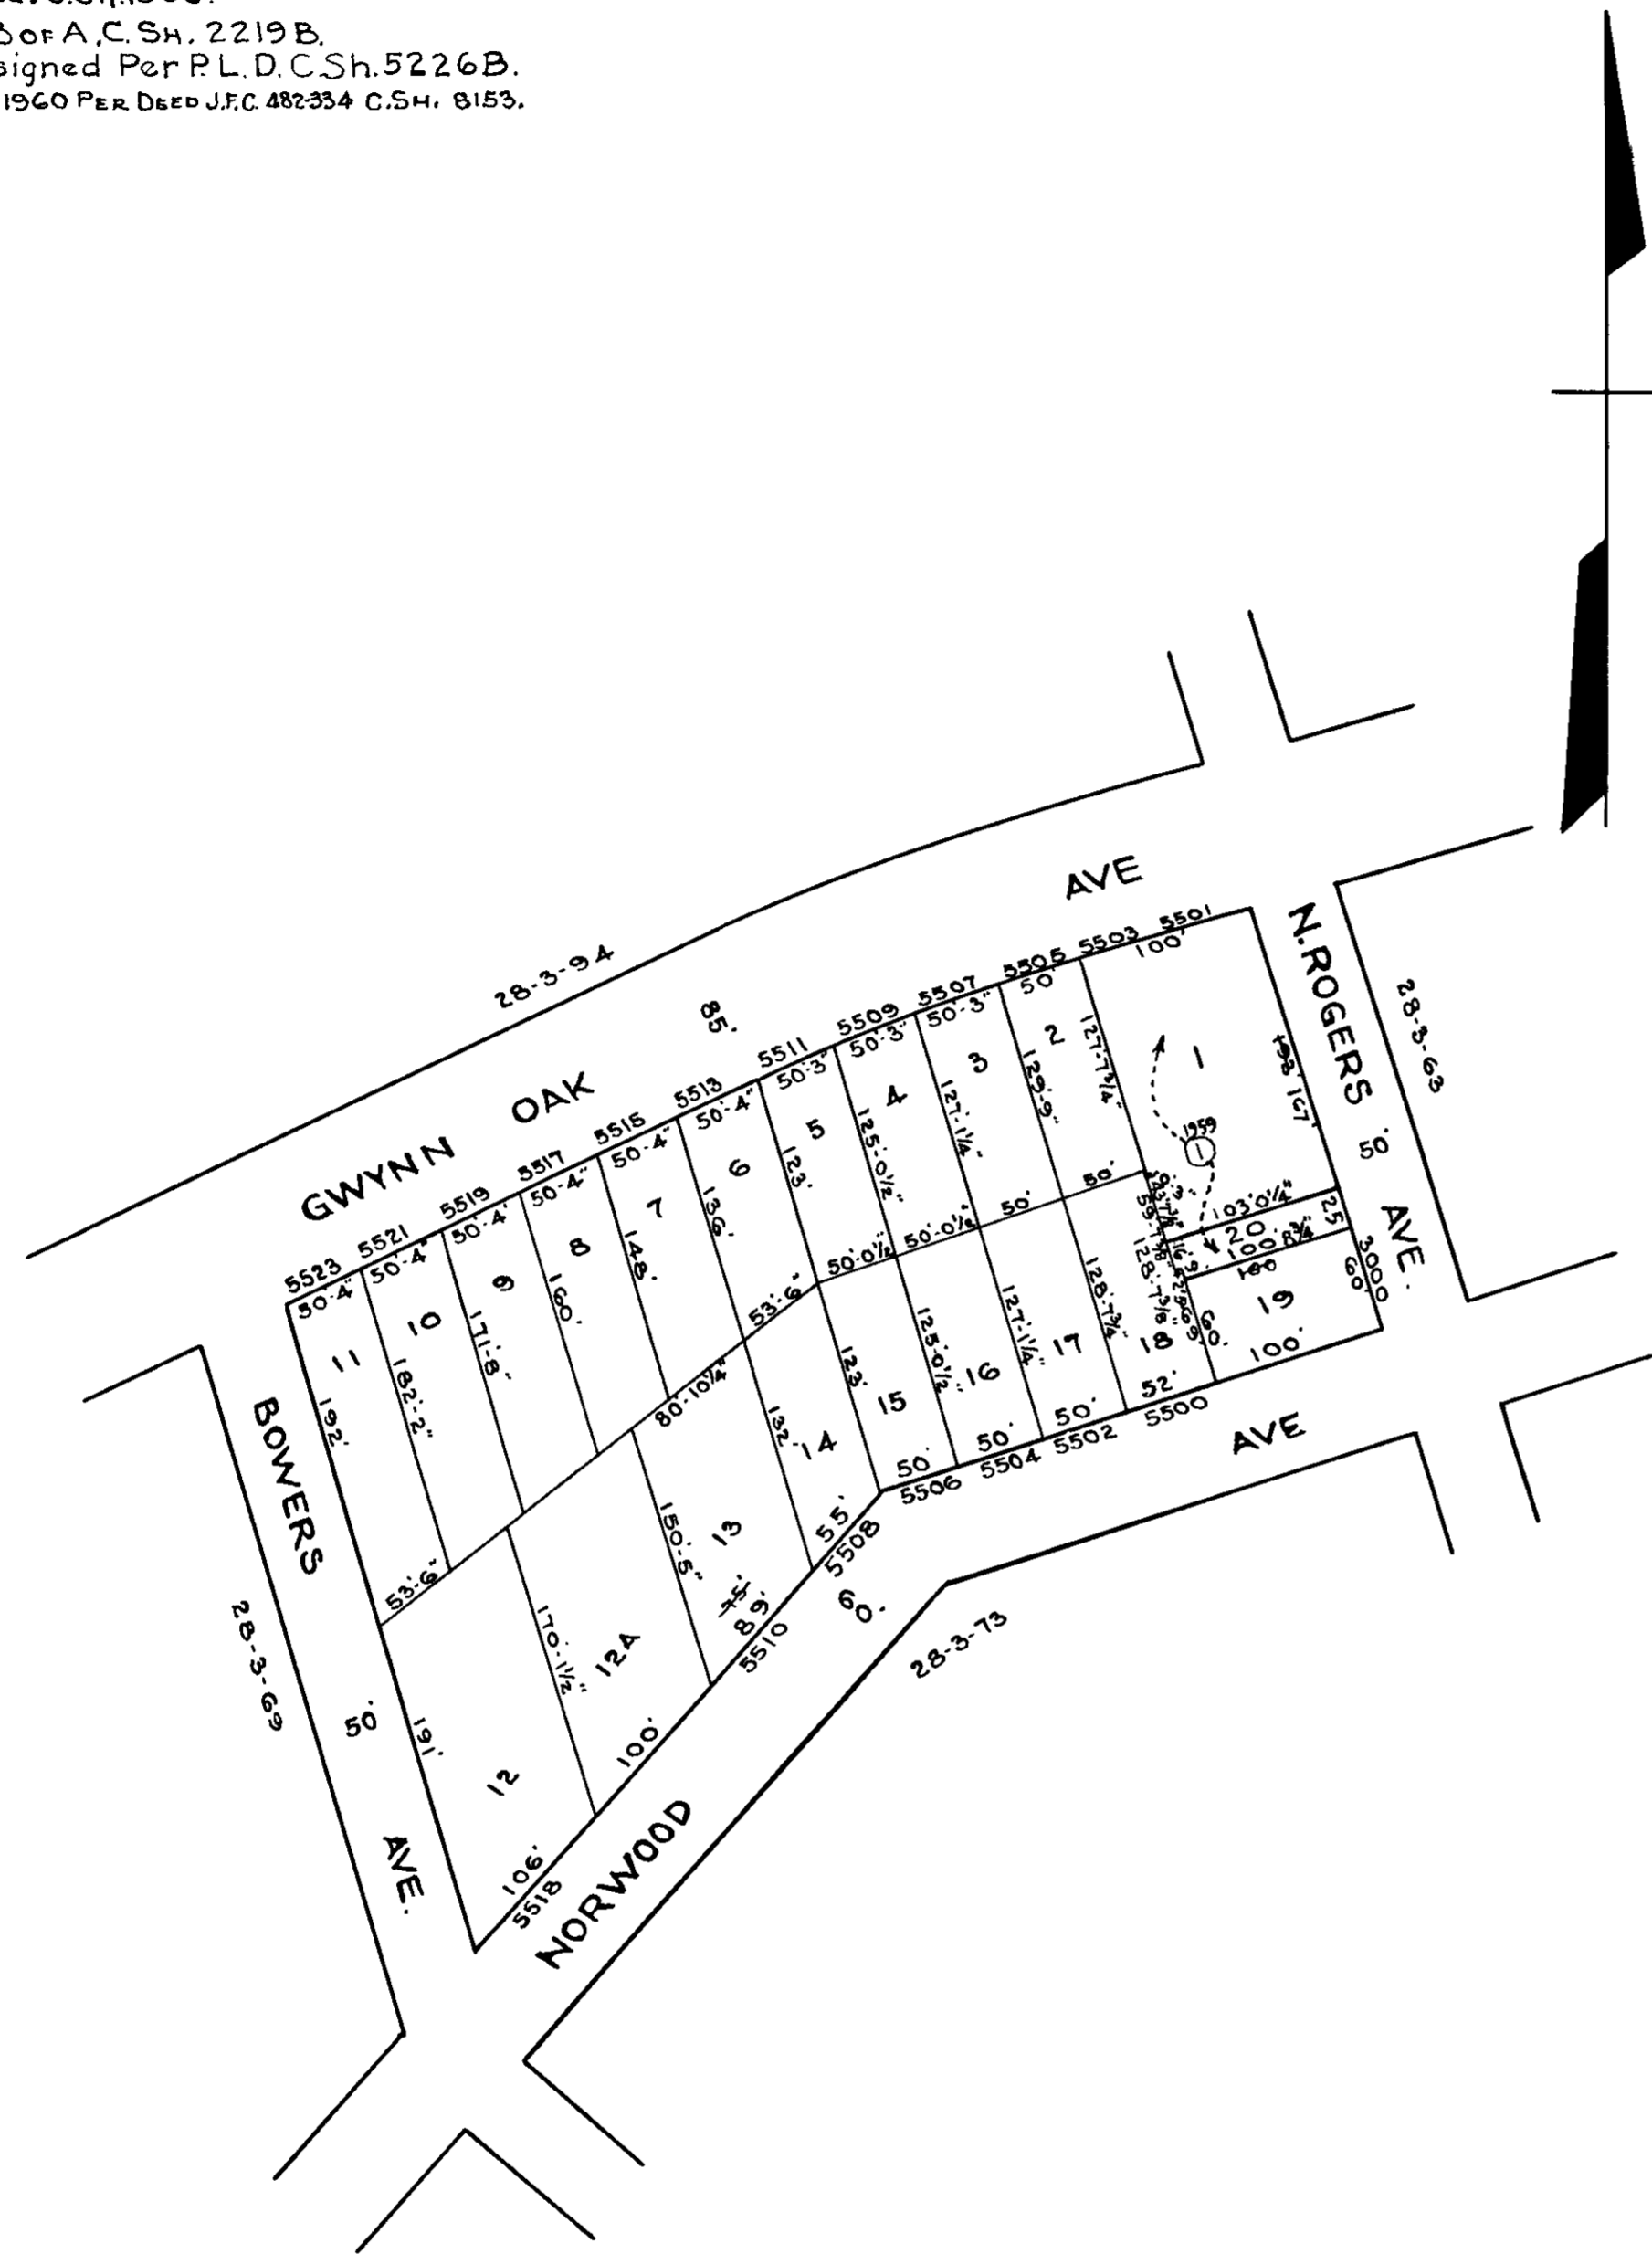 of A.C.Sh. 2219B.
signed Per P.L.D. C.Sh. 5226B.
1960 Per Deed J.F.C. 482-334 C.Sh. 8153.
AVE
28-3-94
85'
GWYNN OAK
5523 5521 5519 5517 5515 5513 5511 5509 5507 5505 5503 5501
50'-4" 50'-4" 50'-4" 50'-4" 50'-4" 50'-4" 50'-3" 50'-3" 50'-3" 50' 100'
N. ROGERS
AVE.
28-3-63
50'
11 10 9 8 7 6 5 4 3 2 1
192' 182'-2" 171'-8" 160' 148' 136' 123' 125'-0½" 127'-1¼" 129'-9" 127'-7¾"
192' 167'
1959
1
53'-6" 80'-10¼" 53'-6" 50'-0½" 50'-0½" 50' 50'
103'0¼"
25
20
100'8¾"
100
3000
60'
19
60'
100'
BOWERS
AVE.
28-3-69
50'
191'
12 12A 13 14 15 16 17 18
170'-1½" 150'-5" 132' 123' 125'-0½" 127'-1¼" 128'-7¾" 128'-7⅝"
106' 100' 75' 89' 55' 50' 50' 50' 52'
5518 5510 5508 5506 5504 5502 5500
60'
AVE
28-3-73
NORWOOD